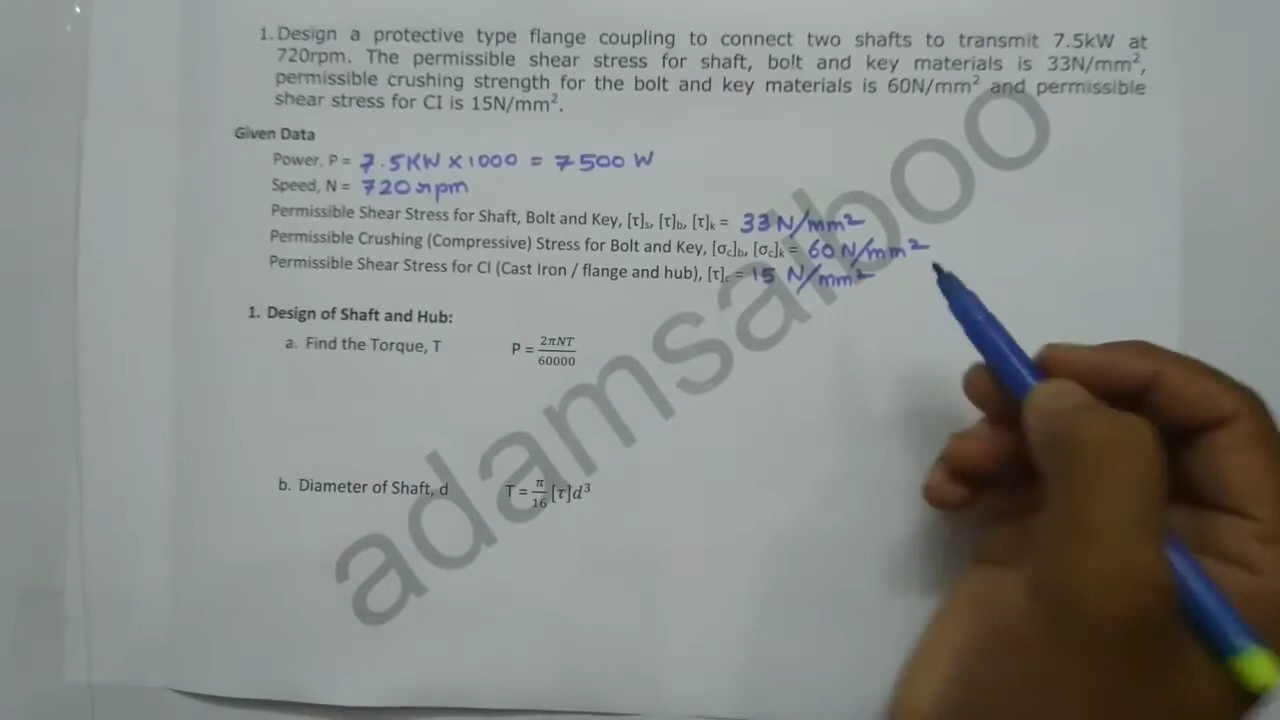 1. Design a protective type flange coupling to connect two shafts to transmit 7.5kW at
720rpm. The permissible shear stress for shaft, bolt and key materials is 33N/mm²,
permissible crushing strength for the bolt and key materials is 60N/mm² and permissible
shear stress for CI is 15N/mm².
Given Data
Power, P = 7.5KW × 1000 = 7500 W
Speed, N = 720 rpm
Permissible Shear Stress for Shaft, Bolt and Key, [τ]s, [τ]b, [τ]k = 33 N/mm²
Permissible Crushing (Compressive) Stress for Bolt and Key, [σc]b, [σc]k = 60 N/mm²
Permissible Shear Stress for CI (Cast Iron / flange and hub), [τ]c = 15 N/mm²
1. Design of Shaft and Hub:
a. Find the Torque, T P = 2πNT/60000
b. Diameter of Shaft, d T = π/16 [τ]d³
adamsaiboo